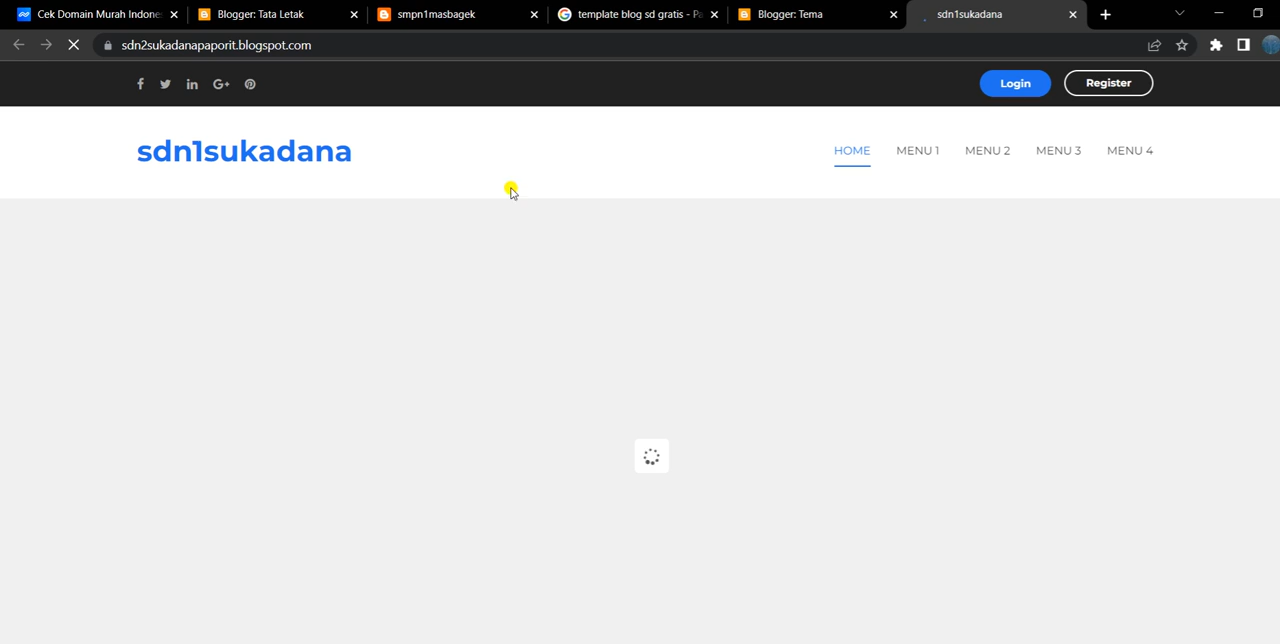 Cek Domain Murah Indone
Blogger: Tata Letak
smpn1masbagek
template blog sd gratis - Pe
Blogger: Tema
sdn1sukadana
sdn2sukadanapaporit.blogspot.com
Login
Register
sdn1sukadana
HOME
MENU 1
MENU 2
MENU 3
MENU 4